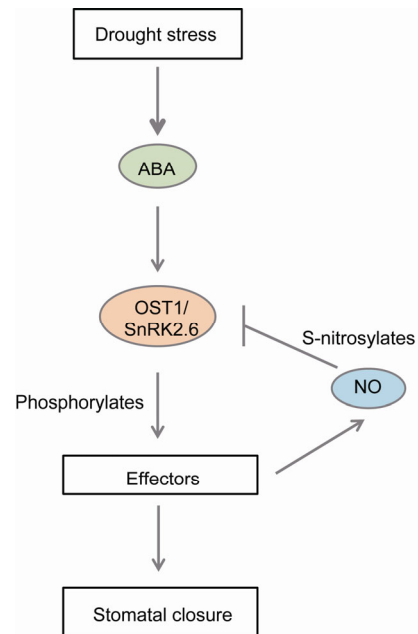 Drought stress
ABA
OST1/
SnRK2.6
S-nitrosylates
NO
Phosphorylates
Effectors
Stomatal closure